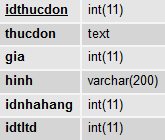 idthucdon int(11)
thucdon text
gia int(11)
hinh varchar(200)
idnhahang int(11)
idtltd int(11)